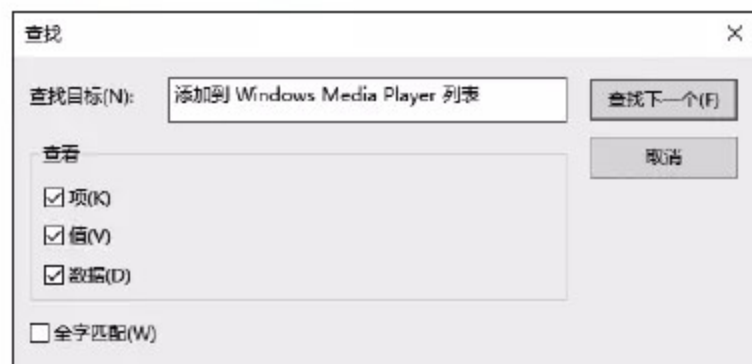 查找
查找目标(N): 添加到 Windows Media Player 列表 查找下一个(F)
查看 取消
项(K)
值(V)
数据(D)
全字匹配(W)